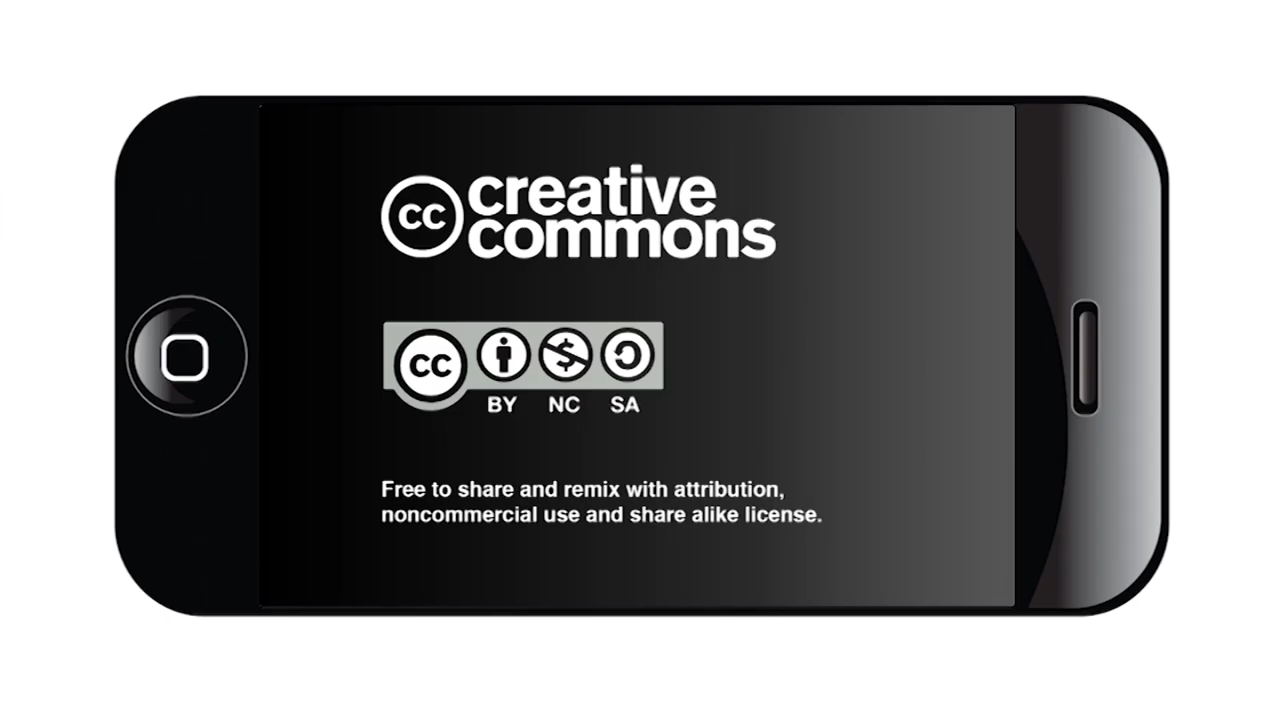 cc creative
commons
cc
BY NC SA
Free to share and remix with attribution,
noncommercial use and share alike license.